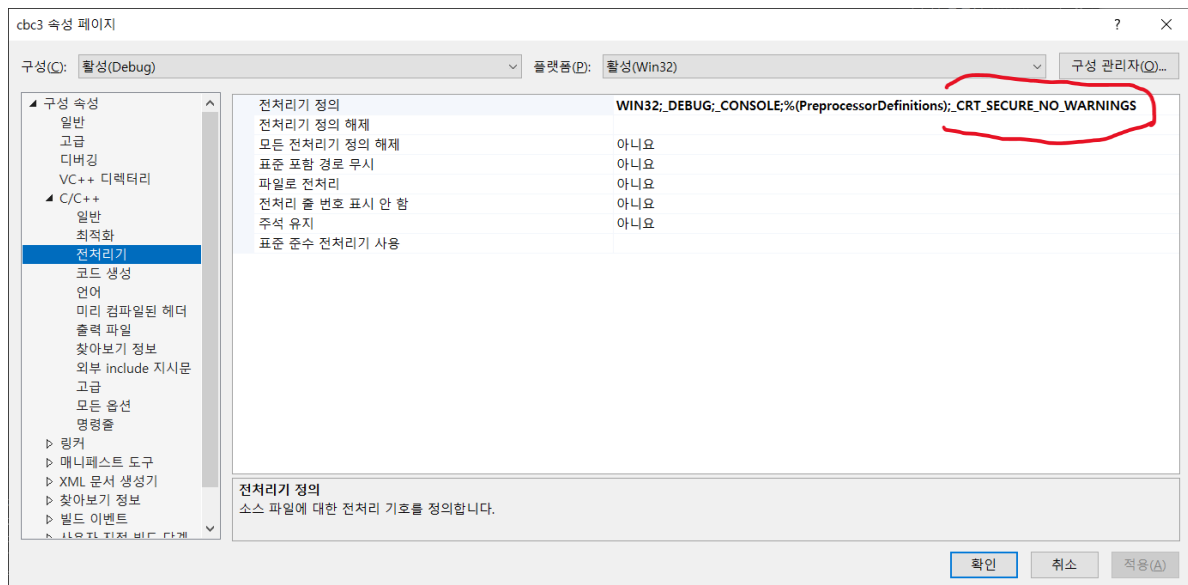 cbc3 속성 페이지
? ×
구성(C): 활성(Debug) 플랫폼(P): 활성(Win32) 구성 관리자(O)...
구성 속성
일반
고급
디버깅
VC++ 디렉터리
C/C++
일반
최적화
전처리기
코드 생성
언어
미리 컴파일된 헤더
출력 파일
찾아보기 정보
외부 include 지시문
고급
모든 옵션
명령줄
링커
매니페스트 도구
XML 문서 생성기
찾아보기 정보
빌드 이벤트
사용자 지정 빌드 단계
전처리기 정의 WIN32;_DEBUG;_CONSOLE;%(PreprocessorDefinitions);_CRT_SECURE_NO_WARNINGS
전처리기 정의 해제
모든 전처리기 정의 해제 아니요
표준 포함 경로 무시 아니요
파일로 전처리 아니요
전처리 줄 번호 표시 안 함 아니요
주석 유지 아니요
표준 준수 전처리기 사용
전처리기 정의
소스 파일에 대한 전처리 기호를 정의합니다.
확인 취소 적용(A)